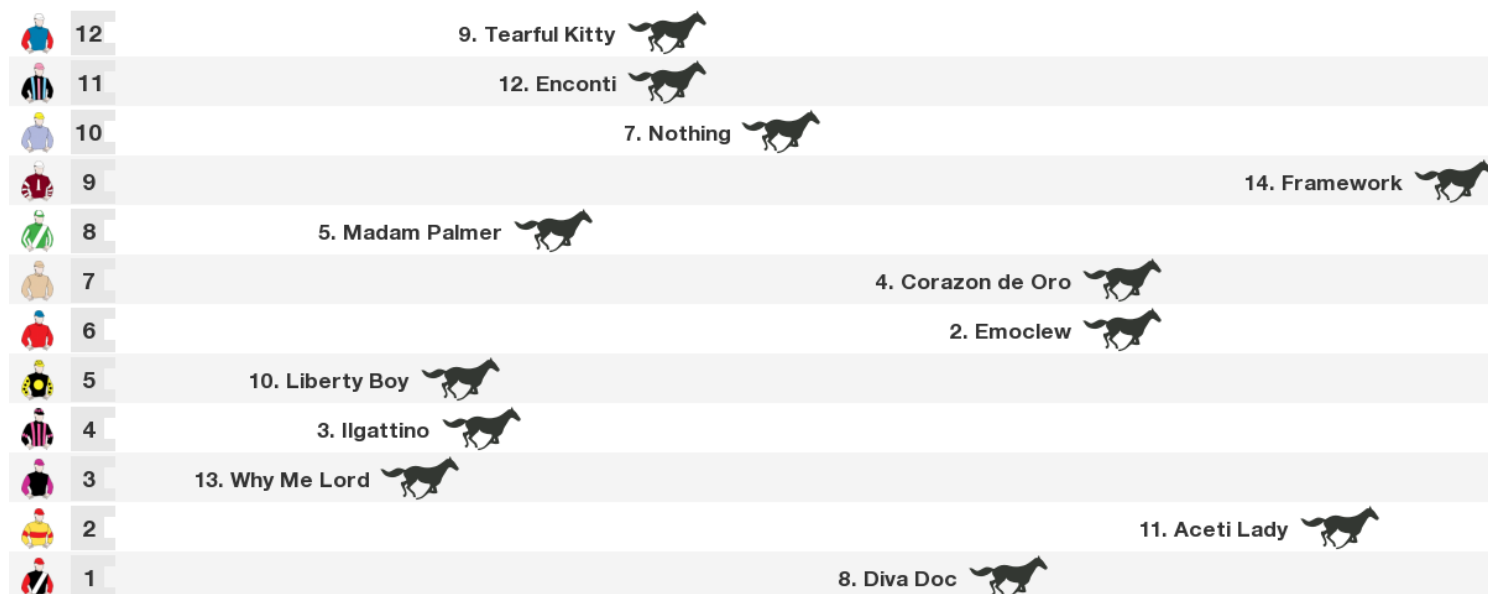 12 9. Tearful Kitty
11 12. Enconti
10 7. Nothing
9 14. Framework
8 5. Madam Palmer
7 4. Corazon de Oro
6 2. Emoclew
5 10. Liberty Boy
4 3. Ilgattino
3 13. Why Me Lord
2 11. Aceti Lady
1 8. Diva Doc